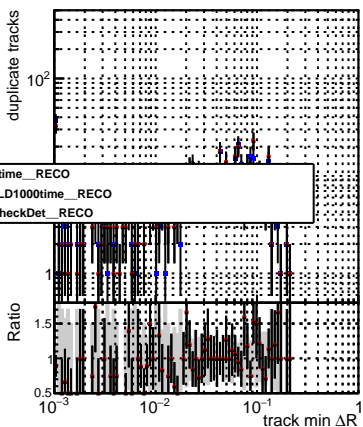 duplicate tracks
10²
time__RECO
LD1000time__RECO
heckDet__RECO
1
Ratio
1.5
1
0.5
10⁻³
10⁻²
10⁻¹
1
track min ΔR